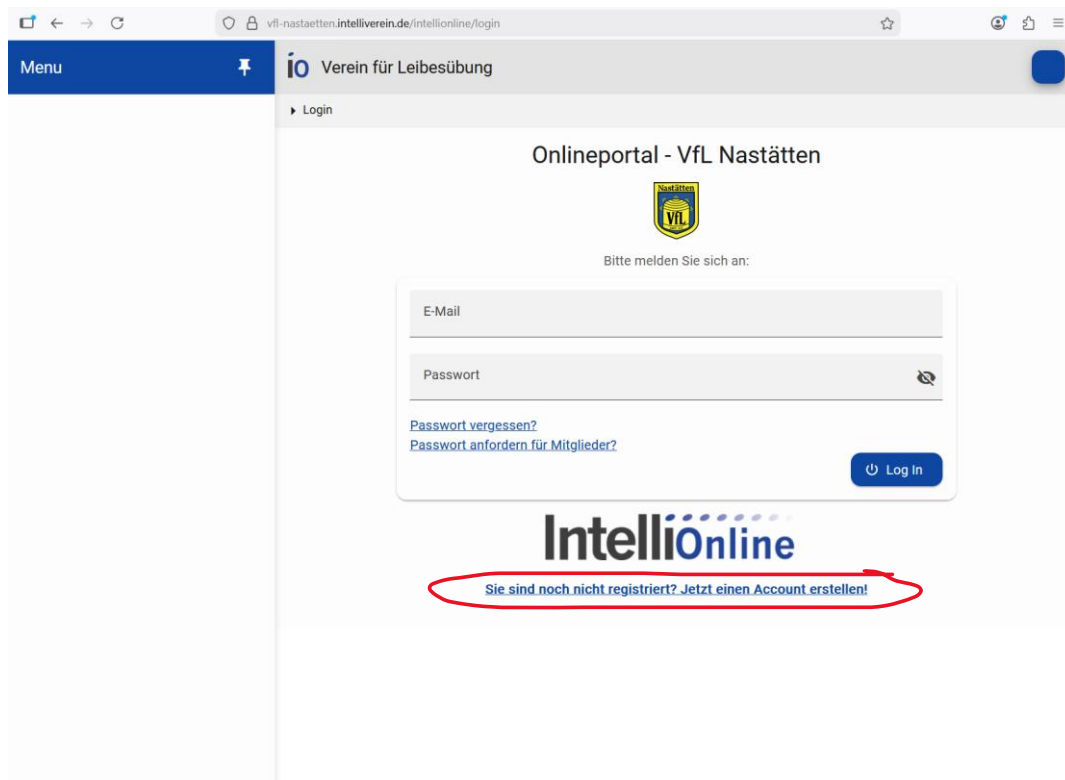 vfl-nastaetten.intelliverein.de/intellionline/login
Menu
io Verein für Leibesübung
Login
Onlineportal - VfL Nastätten
Nastätten
VfL
Bitte melden Sie sich an:
E-Mail
Passwort
Passwort vergessen?
Passwort anfordern für Mitglieder?
Log In
IntelliOnline
Sie sind noch nicht registriert? Jetzt einen Account erstellen!